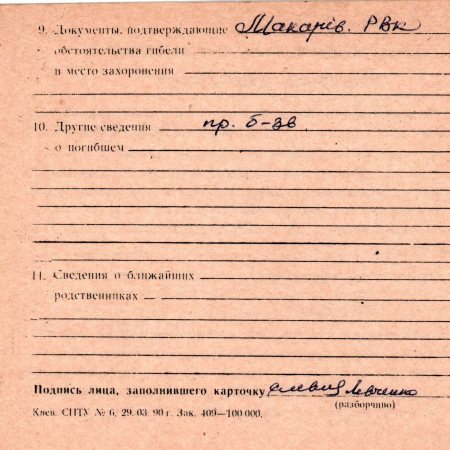 9. Документы, подтверждающие Макарів. РВК
обстоятельства гибели
и место захоронения
10. Другие сведения пр. б-зв
о погибшем
11. Сведения о ближайших
родственниках
Подпись лица, заполнившего карточку Левченко
(разборчиво)
Киев. СПТУ № 6. 29. 03. 90 г. Зак. 409—100 000.